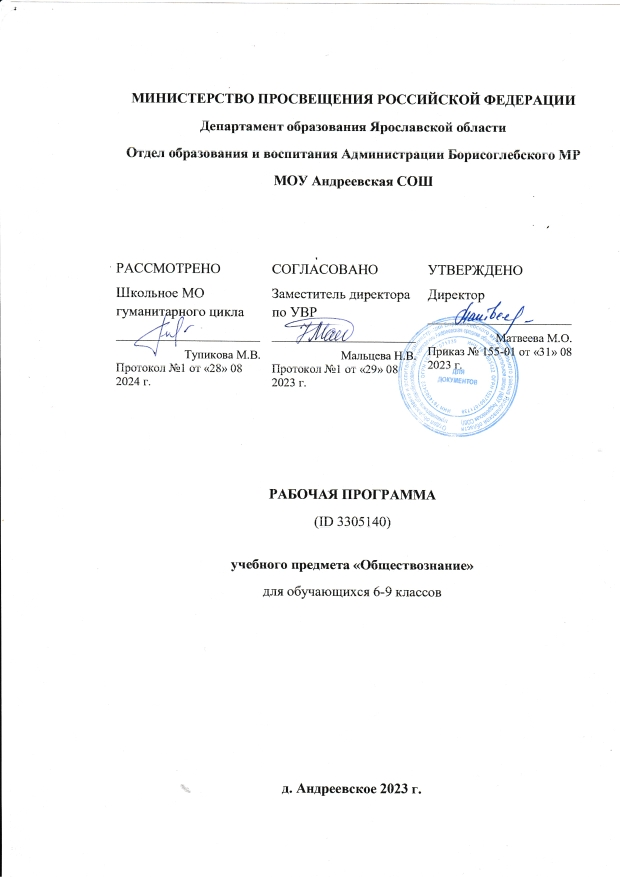 МИНИСТЕРСТВО ПРОСВЕЩЕНИЯ РОССИЙСКОЙ ФЕДЕРАЦИИ
Департамент образования Ярославской области
Отдел образования и воспитания Администрации Борисоглебского МР
МОУ Андреевская СОШ
РАССМОТРЕНО
Школьное МО
гуманитарного цикла
Тупикова М.В.
Протокол №1 от «28» 08
2024 г.
СОГЛАСОВАНО
Заместитель директора
по УВР
Мальцева Н.В.
Протокол №1 от «29» 08
2023 г.
УТВЕРЖДЕНО
Директор
Матвеева М.О.
Приказ № 155-01 от «31» 08
2023 г.
ДЛЯ
ДОКУМЕНТОВ
РАБОЧАЯ ПРОГРАММА
(ID 3305140)
учебного предмета «Обществознание»
для обучающихся 6-9 классов
д. Андреевское 2023 г.